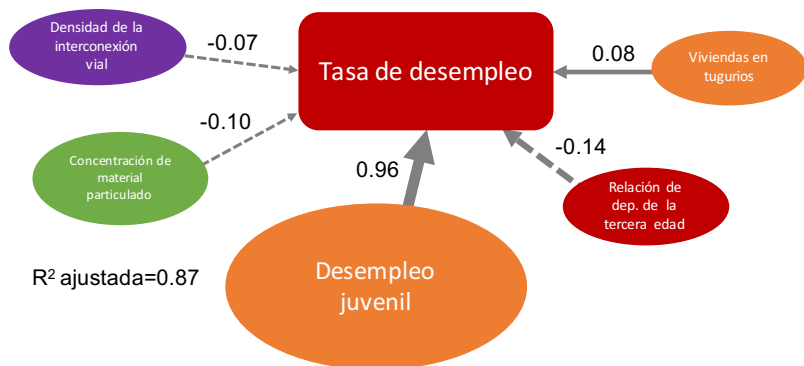 Densidad de la
interconexión
vial
-0.07
Tasa de desempleo
0.08
Viviendas en
tugurios
-0.10
Concentración de
material
particulado
0.96
-0.14
Relación de
dep. de la
tercera edad
R² ajustada=0.87
Desempleo
juvenil